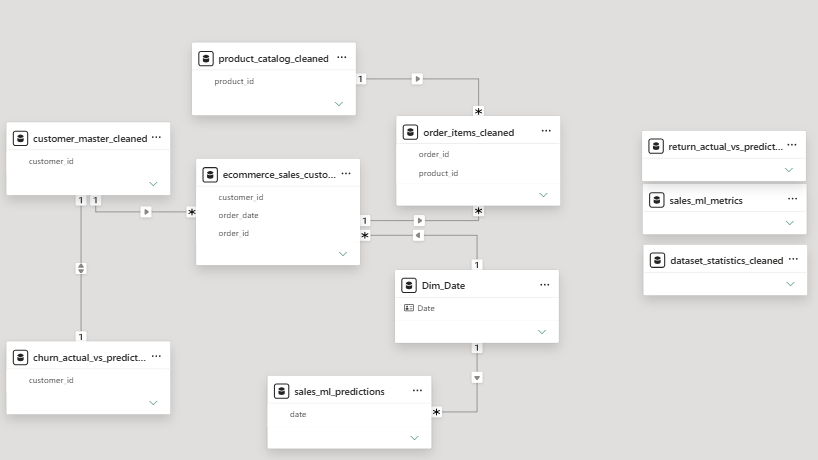 product_catalog_cleaned ...
product_id
1
*
customer_master_cleaned ...
customer_id
1 1
*
order_items_cleaned ...
order_id
product_id
*
return_actual_vs_predict... ...
ecommerce_sales_custo... ...
customer_id
order_date
order_id
1
*
sales_ml_metrics ...
dataset_statistics_cleaned ...
1
Dim_Date ...
Date
1
1
churn_actual_vs_predict... ...
customer_id
sales_ml_predictions ...
date
*